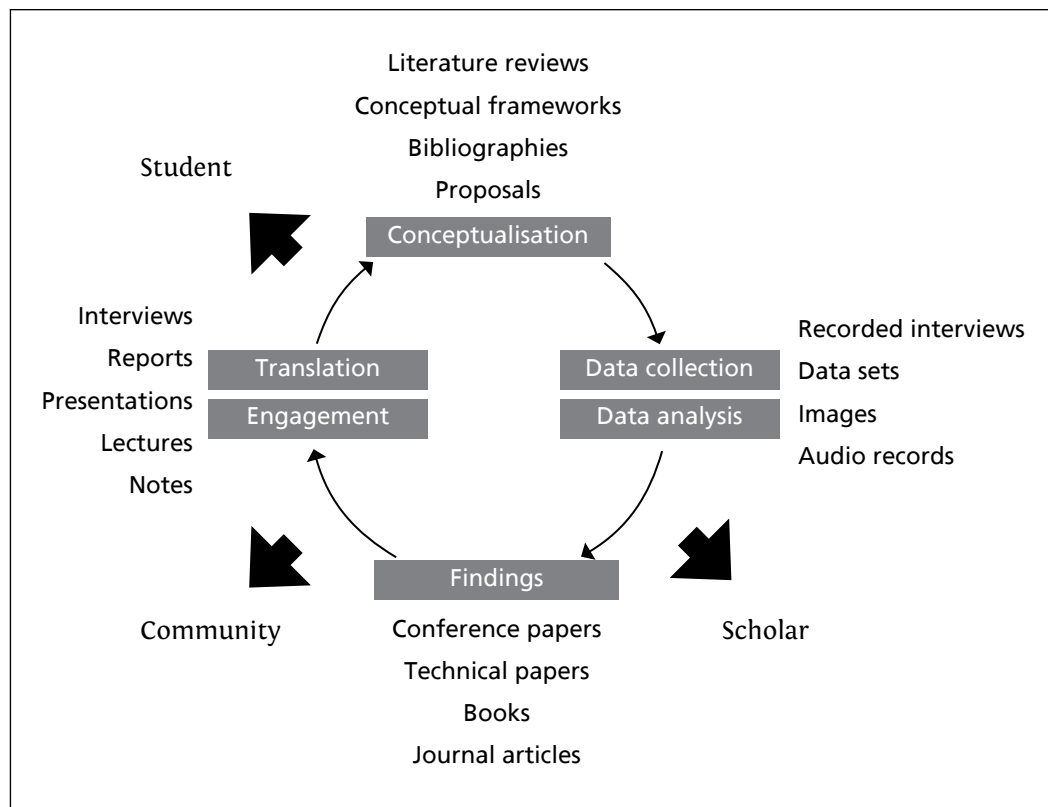 Literature reviews
Conceptual frameworks
Bibliographies
Proposals
Student
Conceptualisation
Interviews
Reports
Presentations
Lectures
Notes
Translation
Engagement
Data collection
Data analysis
Recorded interviews
Data sets
Images
Audio records
Findings
Community
Scholar
Conference papers
Technical papers
Books
Journal articles